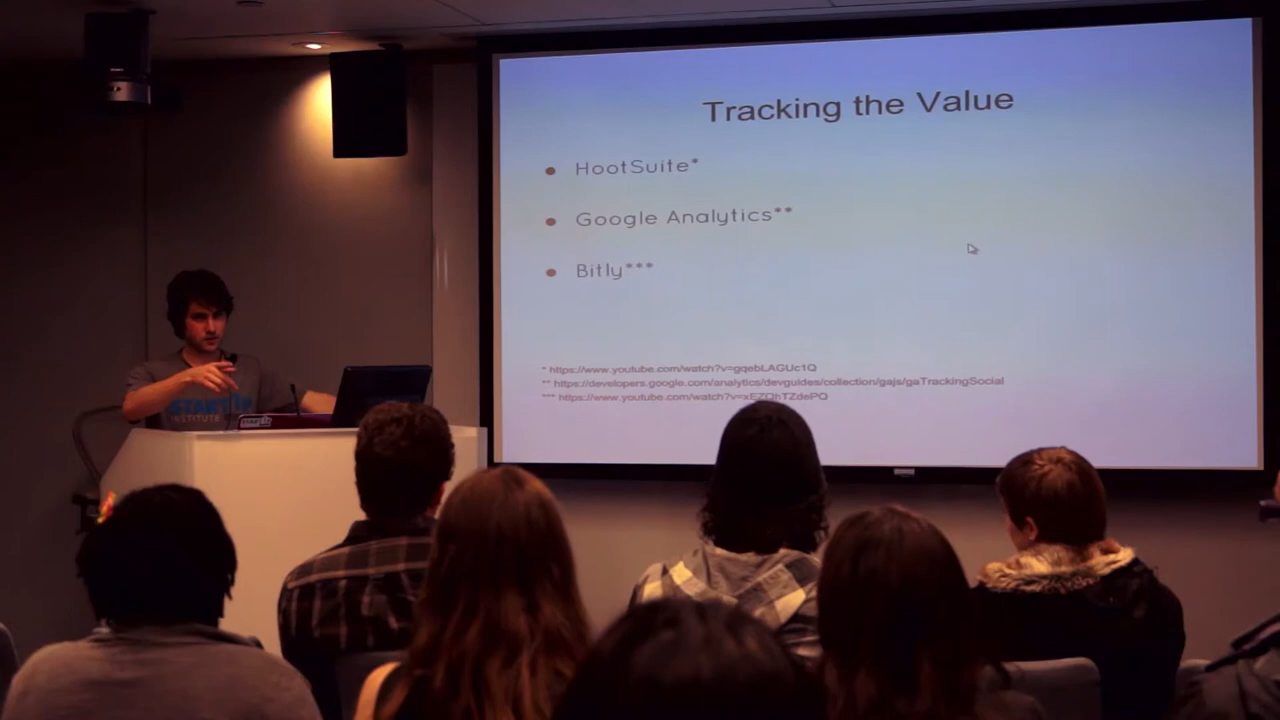 Tracking the Value
● HootSuite*
● Google Analytics**
● Bitly***
* https://www.youtube.com/watch?v=gqebLAGUc1Q
** https://developers.google.com/analytics/devguides/collection/gajs/gaTrackingSocial
*** https://www.youtube.com/watch?v=xEZQhTZdePQ
INSTITUTE